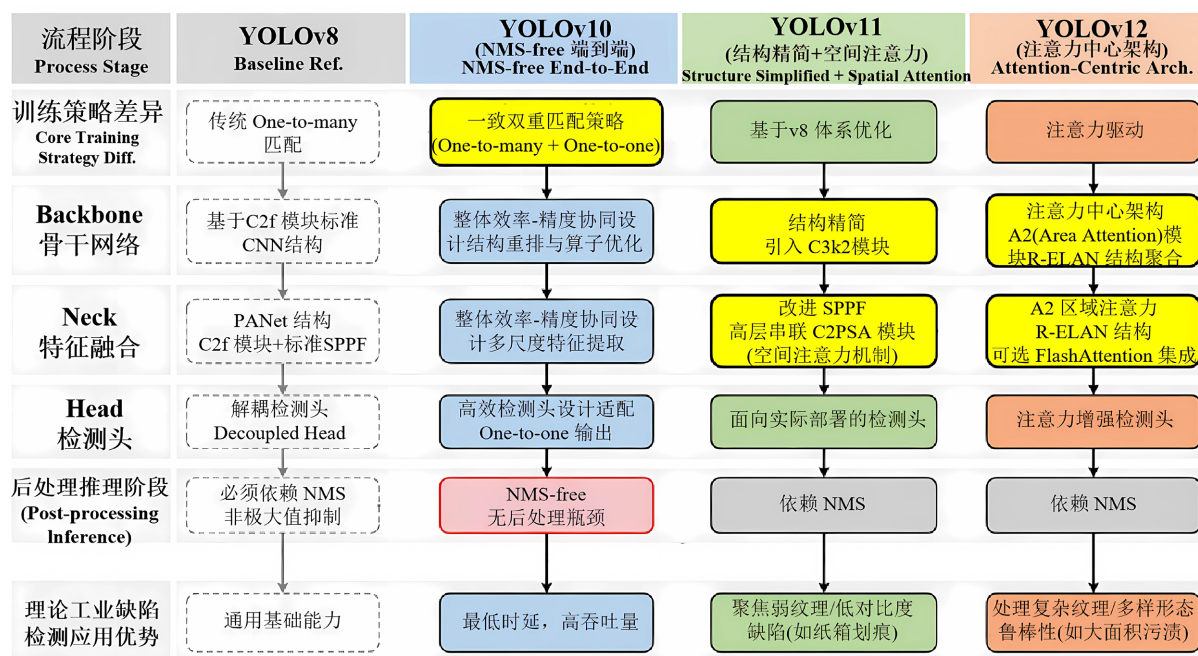 流程阶段
Process Stage
YOLOv8
Baseline Ref.
YOLOv10
(NMS-free 端到端)
NMS-free End-to-End
YOLOv11
(结构精简+空间注意力)
Structure Simplified + Spatial Attention
YOLOv12
(注意力中心架构)
Attention-Centric Arch.
训练策略差异
Core Training
Strategy Diff.
传统 One-to-many
匹配
一致双重匹配策略
(One-to-many + One-to-one)
基于v8 体系优化
注意力驱动
Backbone
骨干网络
基于C2f 模块标准
CNN结构
整体效率-精度协同设
计结构重排与算子优化
结构精简
引入 C3k2模块
注意力中心架构
A2(Area Attention)模
块R-ELAN 结构聚合
Neck
特征融合
PANet 结构
C2f 模块+标准SPPF
整体效率-精度协同设
计多尺度特征提取
改进 SPPF
高层串联 C2PSA 模块
(空间注意力机制)
A2 区域注意力
R-ELAN 结构
可选 FlashAttention 集成
Head
检测头
解耦检测头
Decoupled Head
高效检测头设计适配
One-to-one 输出
面向实际部署的检测头
注意力增强检测头
后处理推理阶段
(Post-processing
lnference)
必须依赖 NMS
非极大值抑制
NMS-free
无后处理瓶颈
依赖 NMS
依赖 NMS
理论工业缺陷
检测应用优势
通用基础能力
最低时延，高吞吐量
聚焦弱纹理/低对比度
缺陷(如纸箱划痕)
处理复杂纹理/多样形态
鲁棒性(如大面积污渍)